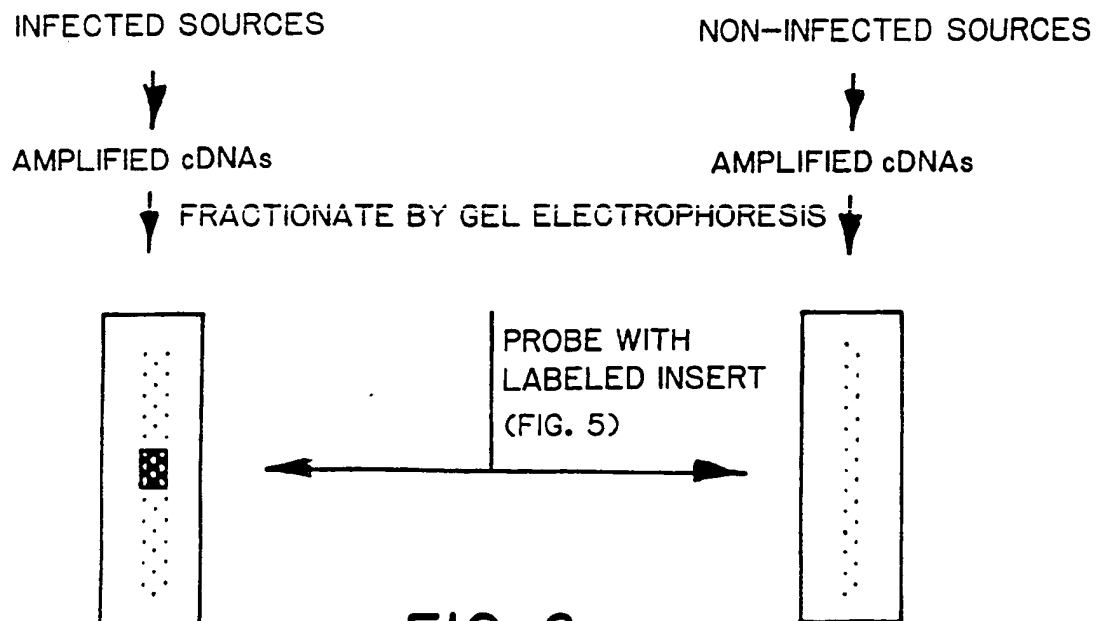 INFECTED SOURCES
NON-INFECTED SOURCES
AMPLIFIED cDNAs
AMPLIFIED cDNAs
FRACTIONATE BY GEL ELECTROPHORESIS
PROBE WITH
LABELED INSERT
(FIG. 5)
FIG.